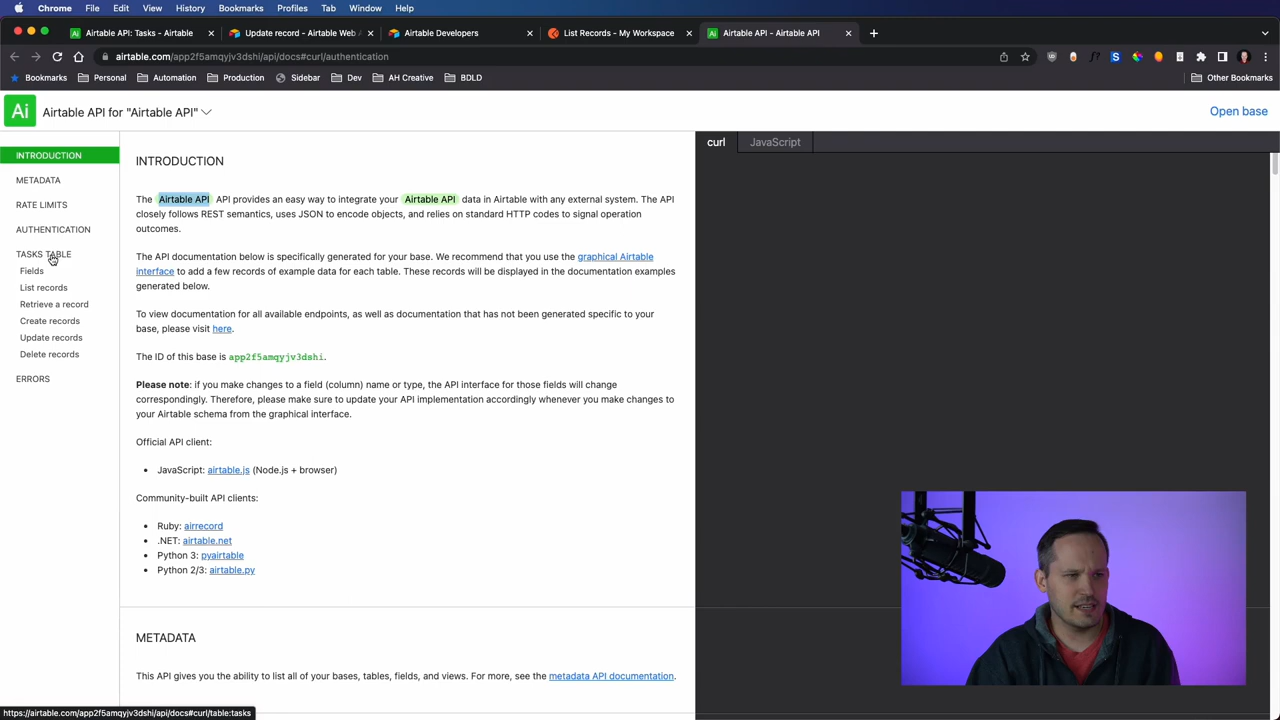 Chrome File Edit View History Bookmarks Profiles Tab Window Help
Airtable API: Tasks - Airtable
Update record – Airtable Web A
Airtable Developers
List Records - My Workspace
Airtable API - Airtable API
airtable.com/app2f5amqyjv3dshi/api/docs#curl/authentication
Bookmarks Personal Automation Production Sidebar Dev AH Creative BDLD Other Bookmarks
Ai Airtable API for "Airtable API" Open base
INTRODUCTION
METADATA
RATE LIMITS
AUTHENTICATION
TASKS TABLE
Fields
List records
Retrieve a record
Create records
Update records
Delete records
ERRORS
INTRODUCTION
The Airtable API API provides an easy way to integrate your Airtable API data in Airtable with any external system. The API
closely follows REST semantics, uses JSON to encode objects, and relies on standard HTTP codes to signal operation
outcomes.
The API documentation below is specifically generated for your base. We recommend that you use the graphical Airtable
interface to add a few records of example data for each table. These records will be displayed in the documentation examples
generated below.
To view documentation for all available endpoints, as well as documentation that has not been generated specific to your
base, please visit here.
The ID of this base is app2f5amqyjv3dshi.
Please note: if you make changes to a field (column) name or type, the API interface for those fields will change
correspondingly. Therefore, please make sure to update your API implementation accordingly whenever you make changes to
your Airtable schema from the graphical interface.
Official API client:
• JavaScript: airtable.js (Node.js + browser)
Community-built API clients:
• Ruby: airrecord
• .NET: airtable.net
• Python 3: pyairtable
• Python 2/3: airtable.py
METADATA
This API gives you the ability to list all of your bases, tables, fields, and views. For more, see the metadata API documentation.
curl JavaScript
https://airtable.com/app2f5amqyjv3dshi/api/docs#curl/table:tasks